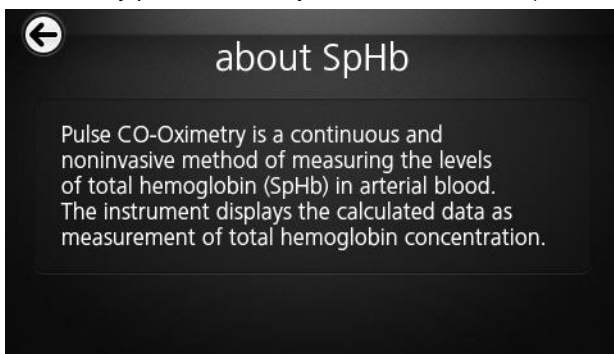 about SpHb
Pulse CO-Oximetry is a continuous and
noninvasive method of measuring the levels
of total hemoglobin (SpHb) in arterial blood.
The instrument displays the calculated data as
measurement of total hemoglobin concentration.